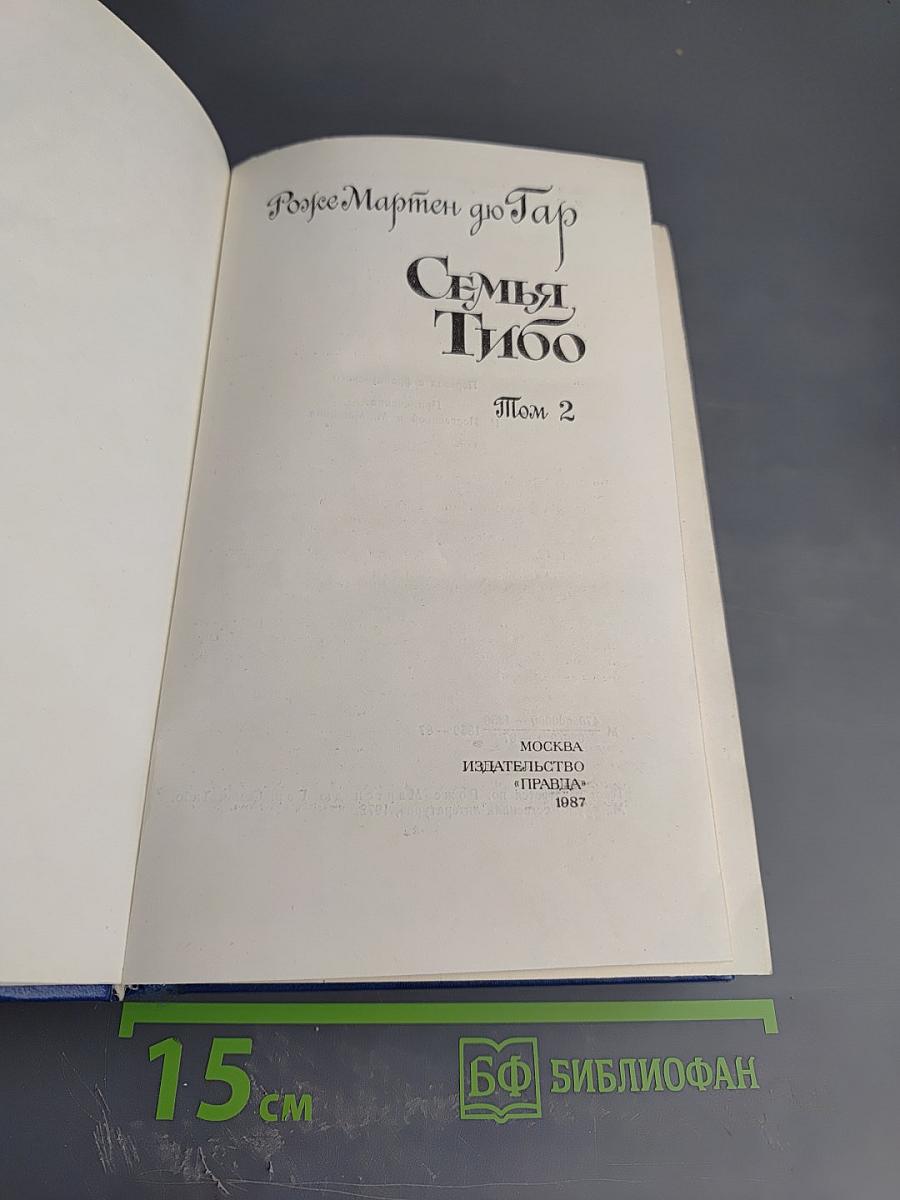 Роже Мартен дю Гар
Семья
Тибо
Том 2
МОСКВА
ИЗДАТЕЛЬСТВО
«ПРАВДА»
1987
15 см
БФ БИБЛИОФАН